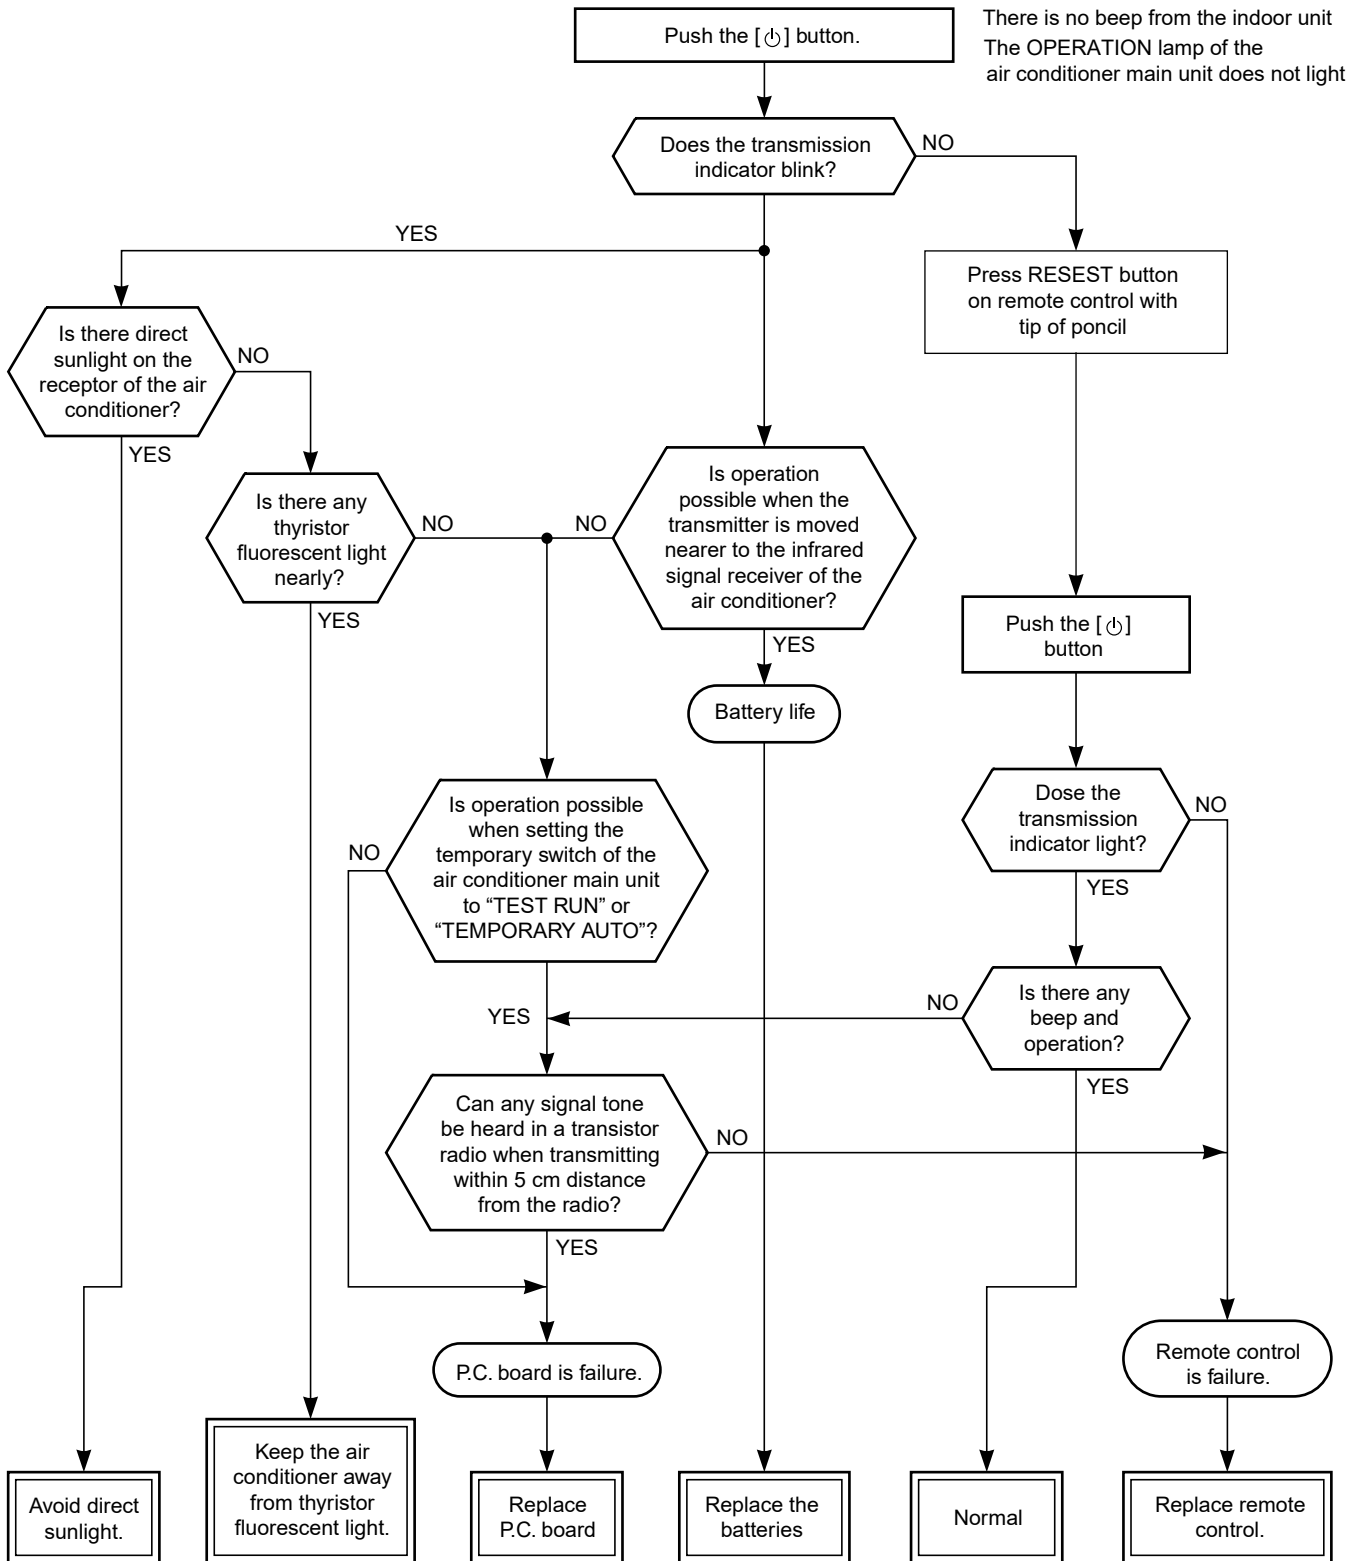 Push the [⏻] button.
There is no beep from the indoor unit
The OPERATION lamp of the
air conditioner main unit does not light
Does the transmission
indicator blink?
NO
YES
Press RESEST button
on remote control with
tip of poncil
Is there direct
sunlight on the
receptor of the air
conditioner?
NO
YES
Is there any
thyristor
fluorescent light
nearly?
NO
YES
NO
Is operation
possible when the
transmitter is moved
nearer to the infrared
signal receiver of the
air conditioner?
YES
Push the [⏻]
button
Battery life
Is operation possible
when setting the
temporary switch of the
air conditioner main unit
to “TEST RUN” or
“TEMPORARY AUTO”?
NO
YES
Dose the
transmission
indicator light?
NO
YES
Is there any
beep and
operation?
NO
YES
Can any signal tone
be heard in a transistor
radio when transmitting
within 5 cm distance
from the radio?
NO
YES
P.C. board is failure.
Remote control
is failure.
Avoid direct
sunlight.
Keep the air
conditioner away
from thyristor
fluorescent light.
Replace
P.C. board
Replace the
batteries
Normal
Replace remote
control.